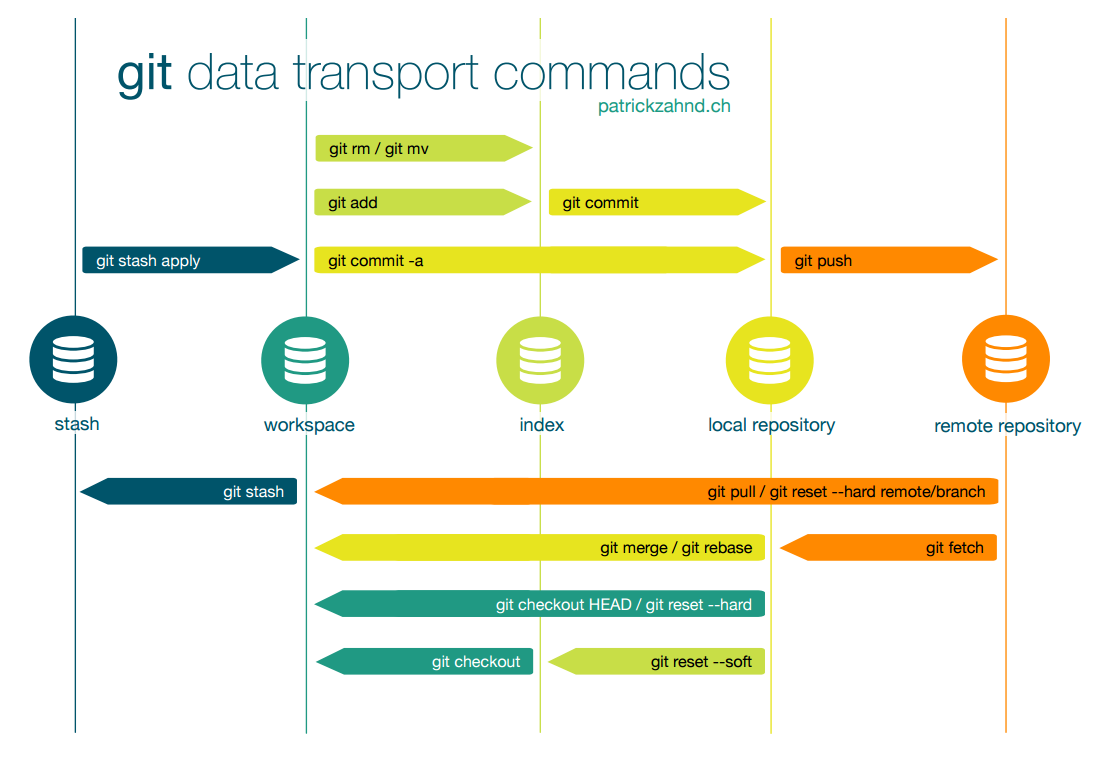 git data transport commands
patrickzahnd.ch
git rm / git mv
git add
git commit
git stash apply
git commit -a
git push
stash
workspace
index
local repository
remote repository
git stash
git pull / git reset --hard remote/branch
git merge / git rebase
git fetch
git checkout HEAD / git reset --hard
git checkout
git reset --soft